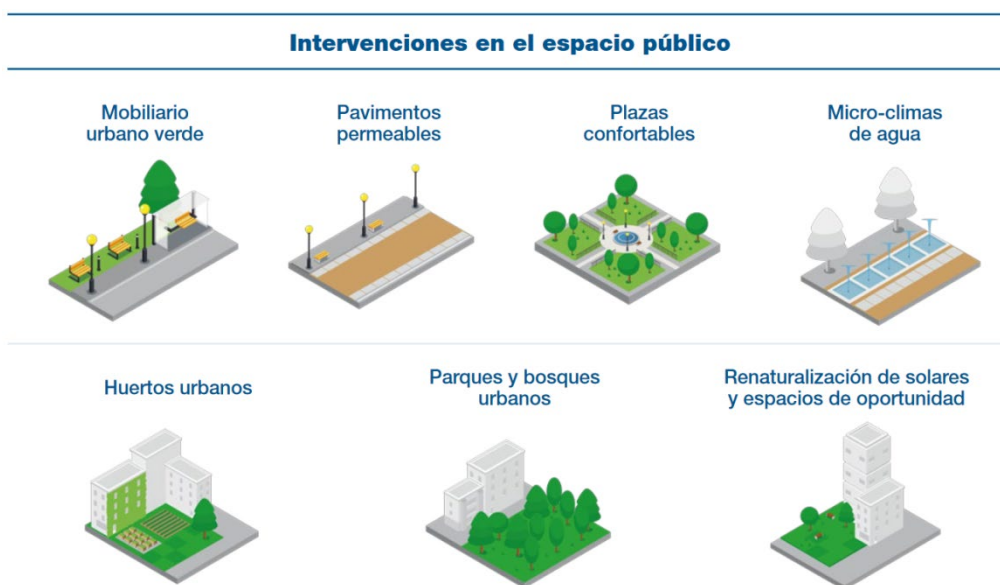 Intervenciones en el espacio público
Mobiliario
urbano verde
Pavimentos
permeables
Plazas
confortables
Micro-climas
de agua
Huertos urbanos
Parques y bosques
urbanos
Renaturalización de solares
y espacios de oportunidad